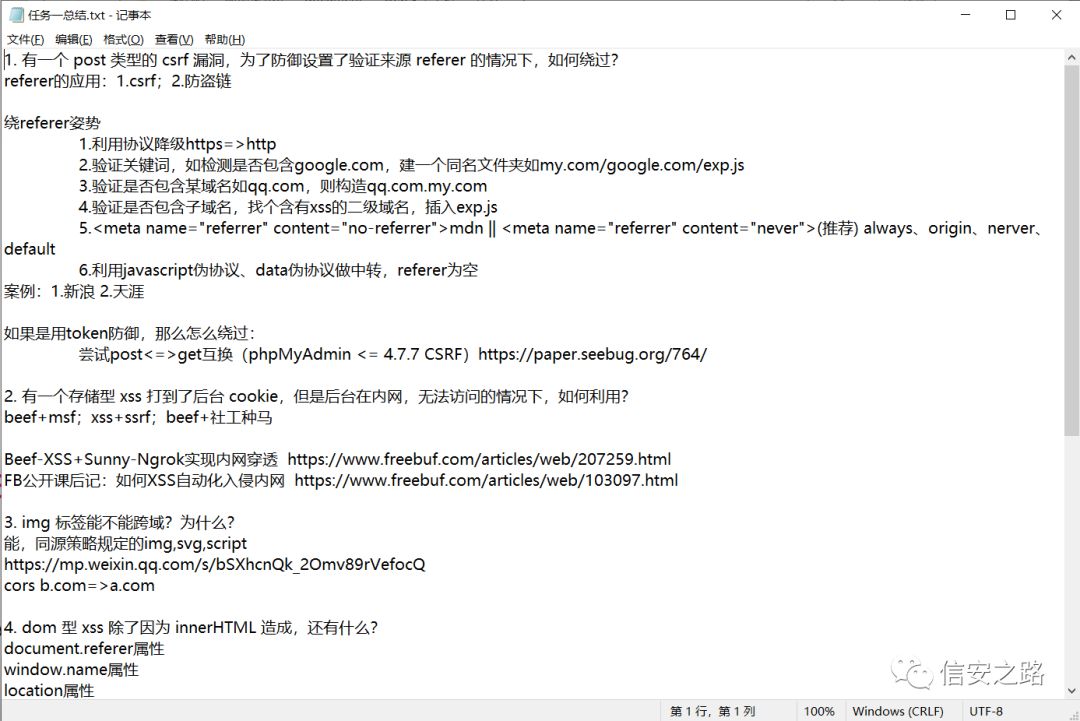 任务一总结.txt - 记事本
文件(F) 编辑(E) 格式(O) 查看(V) 帮助(H)
1. 有一个 post 类型的 csrf 漏洞，为了防御设置了验证来源 referer 的情况下，如何绕过？
referer的应用：1.csrf；2.防盗链
绕referer姿势
1.利用协议降级https=>http
2.验证关键词，如检测是否包含google.com，建一个同名文件夹如my.com/google.com/exp.js
3.验证是否包含某域名如qq.com，则构造qq.com.my.com
4.验证是否包含子域名，找个含有xss的二级域名，插入exp.js
5.<meta name="referrer" content="no-referrer">mdn || <meta name="referrer" content="never">(推荐) always、origin、nerver、
default
6.利用javascript伪协议、data伪协议做中转，referer为空
案例：1.新浪 2.天涯
如果是用token防御，那么怎么绕过：
尝试post<=>get互换（phpMyAdmin <= 4.7.7 CSRF）https://paper.seebug.org/764/
2. 有一个存储型 xss 打到了后台 cookie，但是后台在内网，无法访问的情况下，如何利用？
beef+msf；xss+ssrf；beef+社工种马
Beef-XSS+Sunny-Ngrok实现内网穿透 https://www.freebuf.com/articles/web/207259.html
FB公开课后记：如何XSS自动化入侵内网 https://www.freebuf.com/articles/web/103097.html
3. img 标签能不能跨域？为什么？
能，同源策略规定的img,svg,script
https://mp.weixin.qq.com/s/bSXhcnQk_2Omv89rVefocQ
cors b.com=>a.com
4. dom 型 xss 除了因为 innerHTML 造成，还有什么？
document.referer属性
window.name属性
location属性
信安之路
第 1 行，第 1 列 100% Windows (CRLF) UTF-8